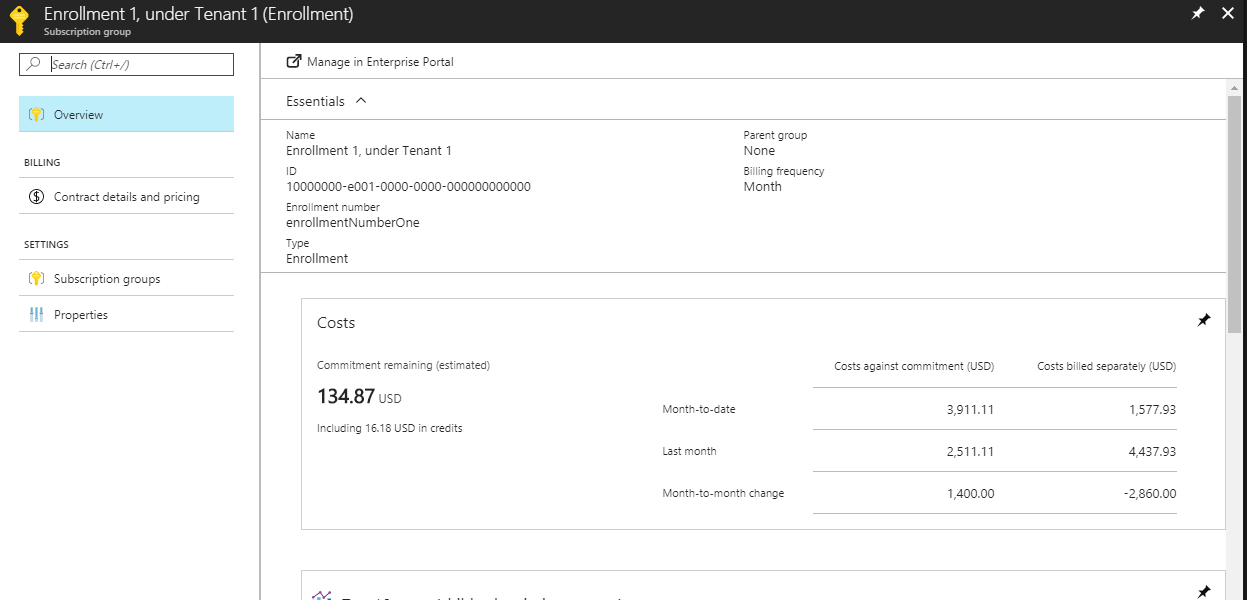 Enrollment 1, under Tenant 1 (Enrollment)
Subscription group
Search (Ctrl+/)
Overview
BILLING
Contract details and pricing
SETTINGS
Subscription groups
Properties
Manage in Enterprise Portal
Essentials
Name
Enrollment 1, under Tenant 1
ID
10000000-e001-0000-0000-000000000000
Enrollment number
enrollmentNumberOne
Type
Enrollment
Parent group
None
Billing frequency
Month
Costs
Commitment remaining (estimated)
134.87 USD
Including 16.18 USD in credits
Costs against commitment (USD) Costs billed separately (USD)
Month-to-date 3,911.11 1,577.93
Last month 2,511.11 4,437.93
Month-to-month change 1,400.00 -2,860.00